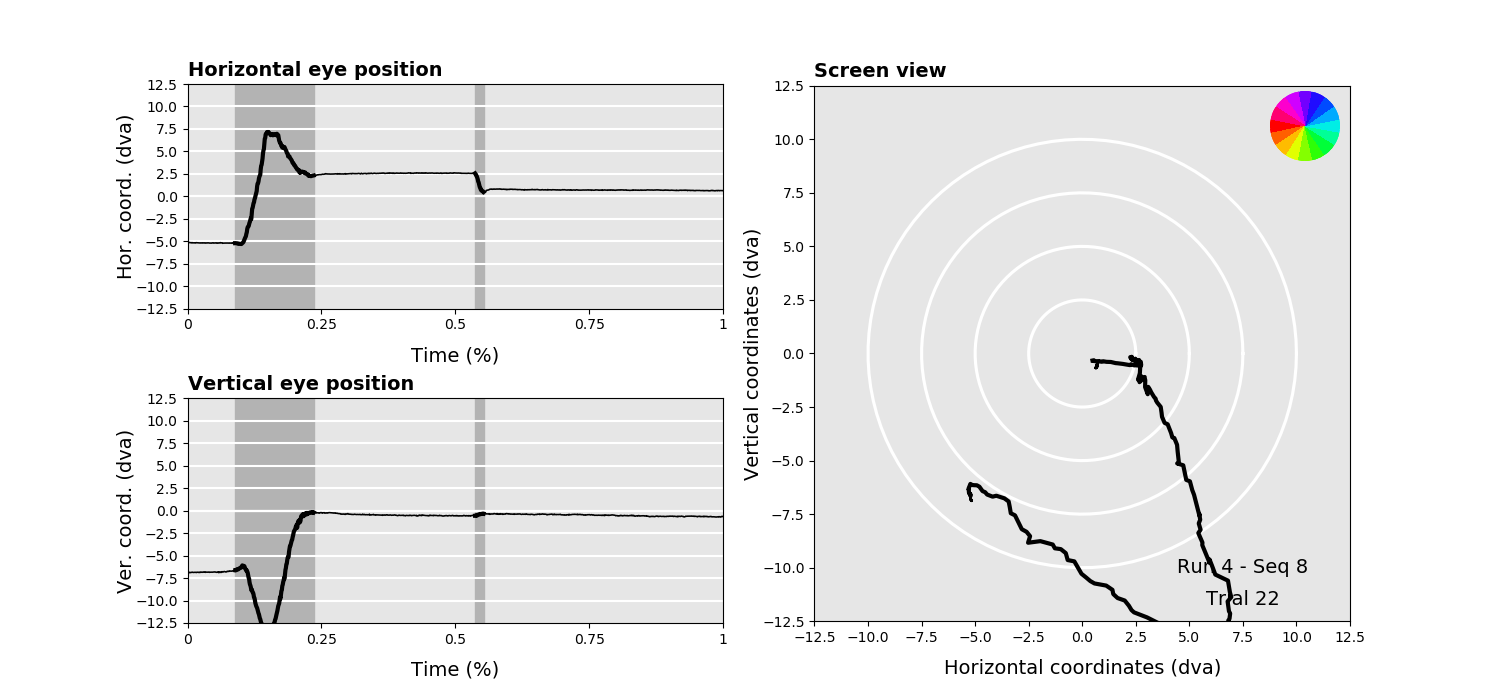 Horizontal eye position
Hor. coord. (dva)
12.5
10.0
7.5
5.0
2.5
0.0
−2.5
−5.0
−7.5
−10.0
−12.5
0 0.25 0.5 0.75 1
Time (%)
Vertical eye position
Ver. coord. (dva)
12.5
10.0
7.5
5.0
2.5
0.0
−2.5
−5.0
−7.5
−10.0
−12.5
0 0.25 0.5 0.75 1
Time (%)
Screen view
Vertical coordinates (dva)
12.5
10.0
7.5
5.0
2.5
0.0
−2.5
−5.0
−7.5
−10.0
−12.5
Run 4 - Seq 8
Trial 22
−12.5 −10.0 −7.5 −5.0 −2.5 0.0 2.5 5.0 7.5 10.0 12.5
Horizontal coordinates (dva)